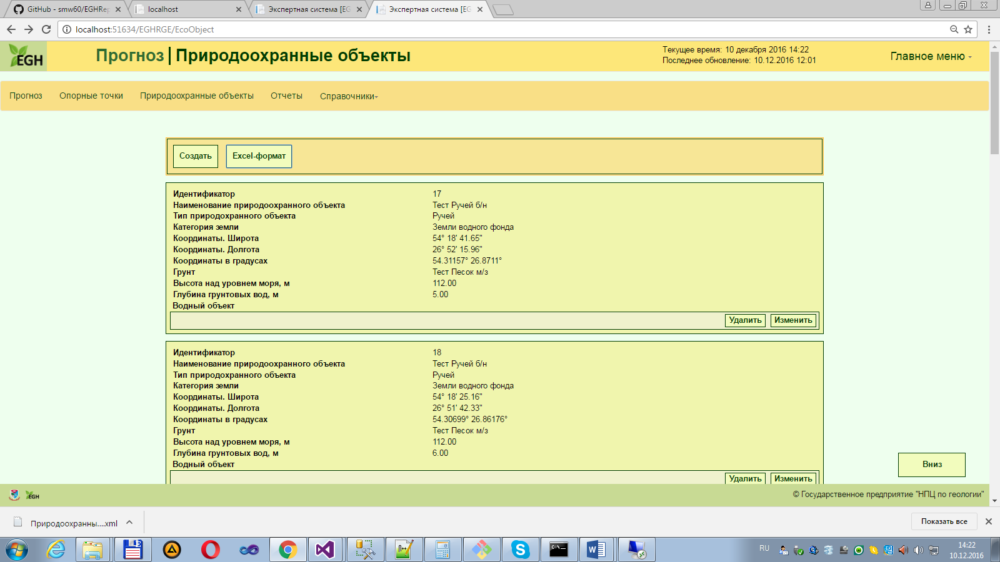 GitHub - smw60/EGHRep
localhost
Экспертная система [EG
Экспертная система [EG
localhost:51634/EGHRGE/EcoObject
EGH
Прогноз | Природоохранные объекты
Текущее время: 10 декабря 2016 14:22
Последнее обновление: 10.12.2016 12:01
Главное меню
Прогноз Опорные точки Природоохранные объекты Отчеты Справочники
Создать Excel-формат
Идентификатор 17
Наименование природоохранного объекта Тест Ручей б/н
Тип природохранного объекта Ручей
Категория земли Земли водного фонда
Координаты. Широта 54° 18' 41.65"
Координаты. Долгота 26° 52' 15.96"
Координаты в градусах 54.31157° 26.8711°
Грунт Тест Песок м/з
Высота над уровнем моря, м 112.00
Глубина грунтовых вод, м 5.00
Водный объект
Удалить Изменить
Идентификатор 18
Наименование природоохранного объекта Тест Ручей б/н
Тип природохранного объекта Ручей
Категория земли Земли водного фонда
Координаты. Широта 54° 18' 25.16"
Координаты. Долгота 26° 51' 42.33"
Координаты в градусах 54.30699° 26.86176°
Грунт Тест Песок м/з
Высота над уровнем моря, м 112.00
Глубина грунтовых вод, м 6.00
Водный объект
Удалить Изменить
Вниз
EGH
© Государственное предприятие "НПЦ по геологии"
Природоохранны....xml
Показать все
RU
14:22
10.12.2016